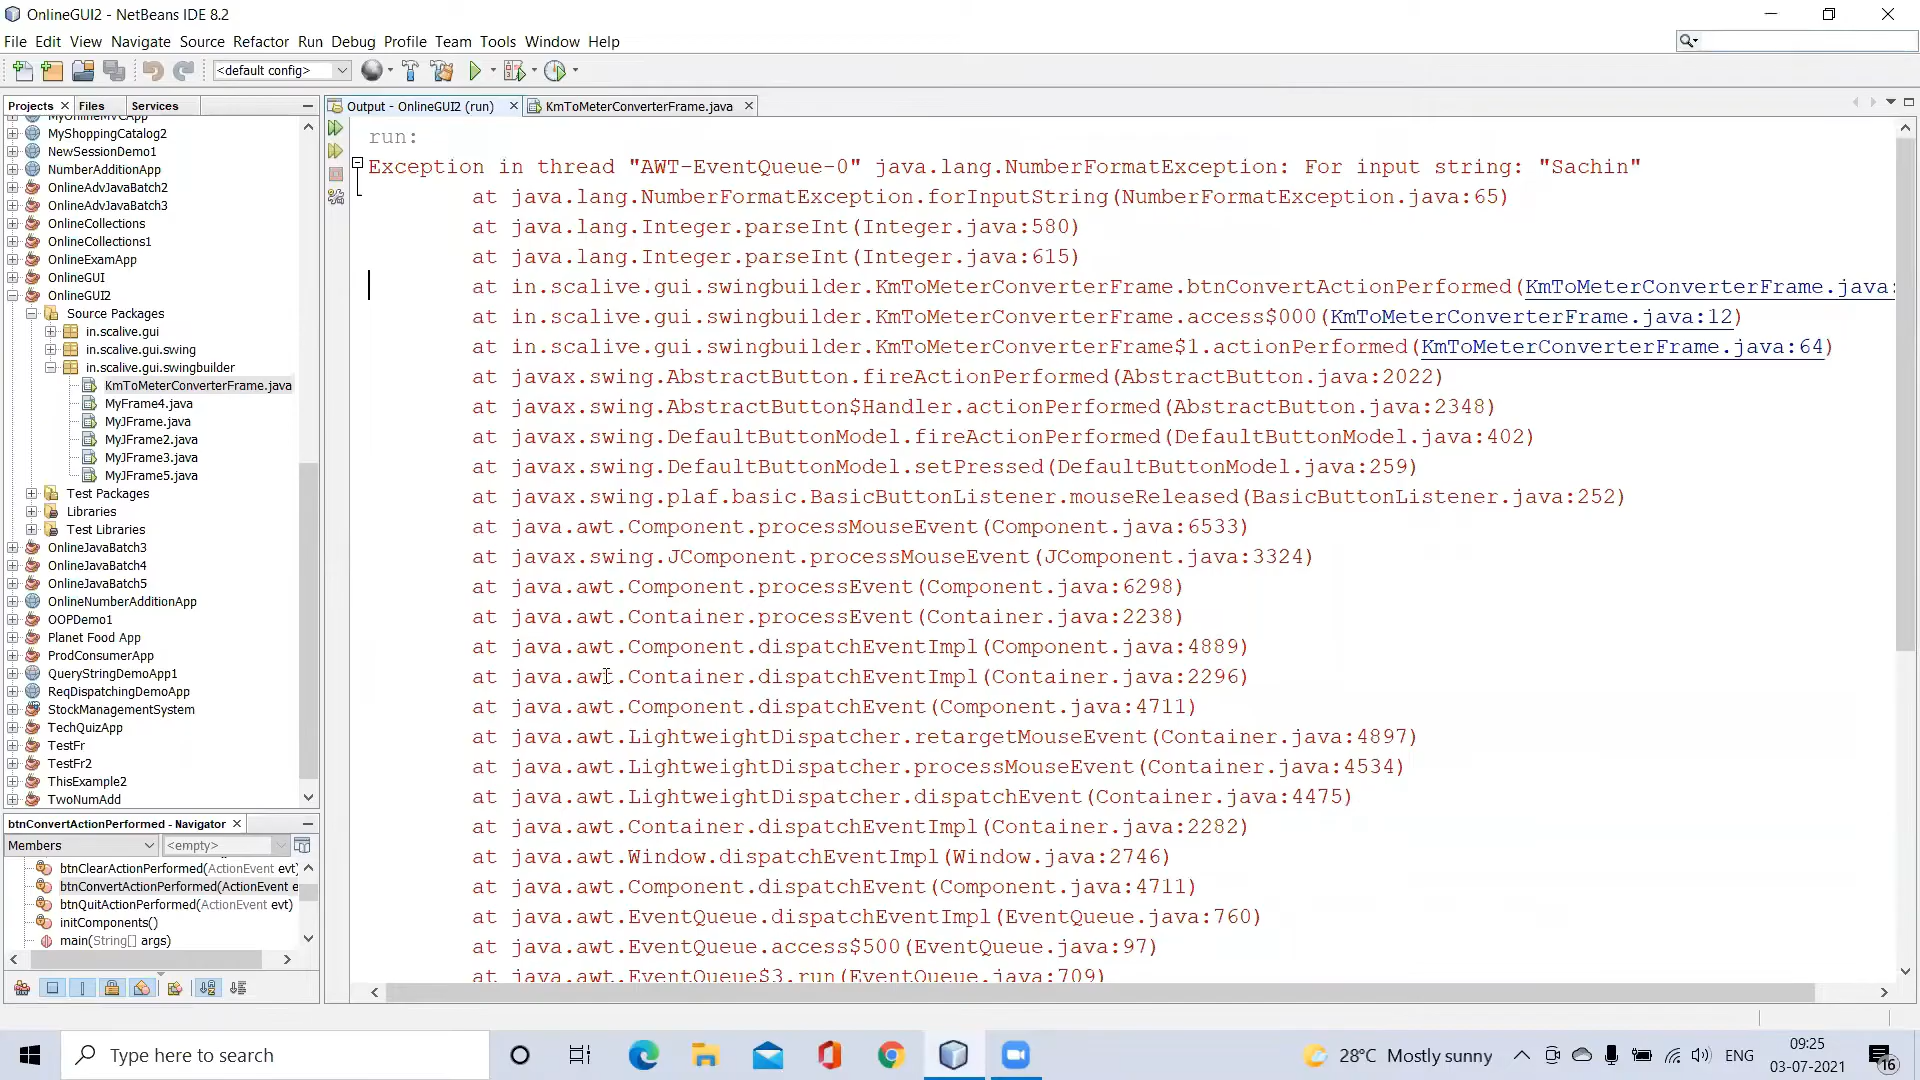 OnlineGUI2 - NetBeans IDE 8.2
File Edit View Navigate Source Refactor Run Debug Profile Team Tools Window Help
<default config>
Projects Files Services
Output - OnlineGUI2 (run) KmToMeterConverterFrame.java
MyOnlineMVCApp
MyShoppingCatalog2
NewSessionDemo1
NumberAdditionApp
OnlineAdvJavaBatch2
OnlineAdvJavaBatch3
OnlineCollections
OnlineCollections1
OnlineExamApp
OnlineGUI
OnlineGUI2
Source Packages
in.scalive.gui
in.scalive.gui.swing
in.scalive.gui.swingbuilder
KmToMeterConverterFrame.java
MyFrame4.java
MyJFrame.java
MyJFrame2.java
MyJFrame3.java
MyJFrame5.java
Test Packages
Libraries
Test Libraries
OnlineJavaBatch3
OnlineJavaBatch4
OnlineJavaBatch5
OnlineNumberAdditionApp
OOPDemo1
Planet Food App
ProdConsumerApp
QueryStringDemoApp1
ReqDispatchingDemoApp
StockManagementSystem
TechQuizApp
TestFr
TestFr2
ThisExample2
TwoNumAdd
btnConvertActionPerformed - Navigator
Members <empty>
btnClearActionPerformed(ActionEvent evt)
btnConvertActionPerformed(ActionEvent e
btnQuitActionPerformed(ActionEvent evt)
initComponents()
main(String[] args)
run:
Exception in thread "AWT-EventQueue-0" java.lang.NumberFormatException: For input string: "Sachin"
at java.lang.NumberFormatException.forInputString(NumberFormatException.java:65)
at java.lang.Integer.parseInt(Integer.java:580)
at java.lang.Integer.parseInt(Integer.java:615)
at in.scalive.gui.swingbuilder.KmToMeterConverterFrame.btnConvertActionPerformed(KmToMeterConverterFrame.java:
at in.scalive.gui.swingbuilder.KmToMeterConverterFrame.access$000(KmToMeterConverterFrame.java:12)
at in.scalive.gui.swingbuilder.KmToMeterConverterFrame$1.actionPerformed(KmToMeterConverterFrame.java:64)
at javax.swing.AbstractButton.fireActionPerformed(AbstractButton.java:2022)
at javax.swing.AbstractButton$Handler.actionPerformed(AbstractButton.java:2348)
at javax.swing.DefaultButtonModel.fireActionPerformed(DefaultButtonModel.java:402)
at javax.swing.DefaultButtonModel.setPressed(DefaultButtonModel.java:259)
at javax.swing.plaf.basic.BasicButtonListener.mouseReleased(BasicButtonListener.java:252)
at java.awt.Component.processMouseEvent(Component.java:6533)
at javax.swing.JComponent.processMouseEvent(JComponent.java:3324)
at java.awt.Component.processEvent(Component.java:6298)
at java.awt.Container.processEvent(Container.java:2238)
at java.awt.Component.dispatchEventImpl(Component.java:4889)
at java.awt.Container.dispatchEventImpl(Container.java:2296)
at java.awt.Component.dispatchEvent(Component.java:4711)
at java.awt.LightweightDispatcher.retargetMouseEvent(Container.java:4897)
at java.awt.LightweightDispatcher.processMouseEvent(Container.java:4534)
at java.awt.LightweightDispatcher.dispatchEvent(Container.java:4475)
at java.awt.Container.dispatchEventImpl(Container.java:2282)
at java.awt.Window.dispatchEventImpl(Window.java:2746)
at java.awt.Component.dispatchEvent(Component.java:4711)
at java.awt.EventQueue.dispatchEventImpl(EventQueue.java:760)
at java.awt.EventQueue.access$500(EventQueue.java:97)
at java.awt.EventQueue$3.run(EventQueue.java:709)
Type here to search
28°C Mostly sunny
ENG
09:25
03-07-2021
16